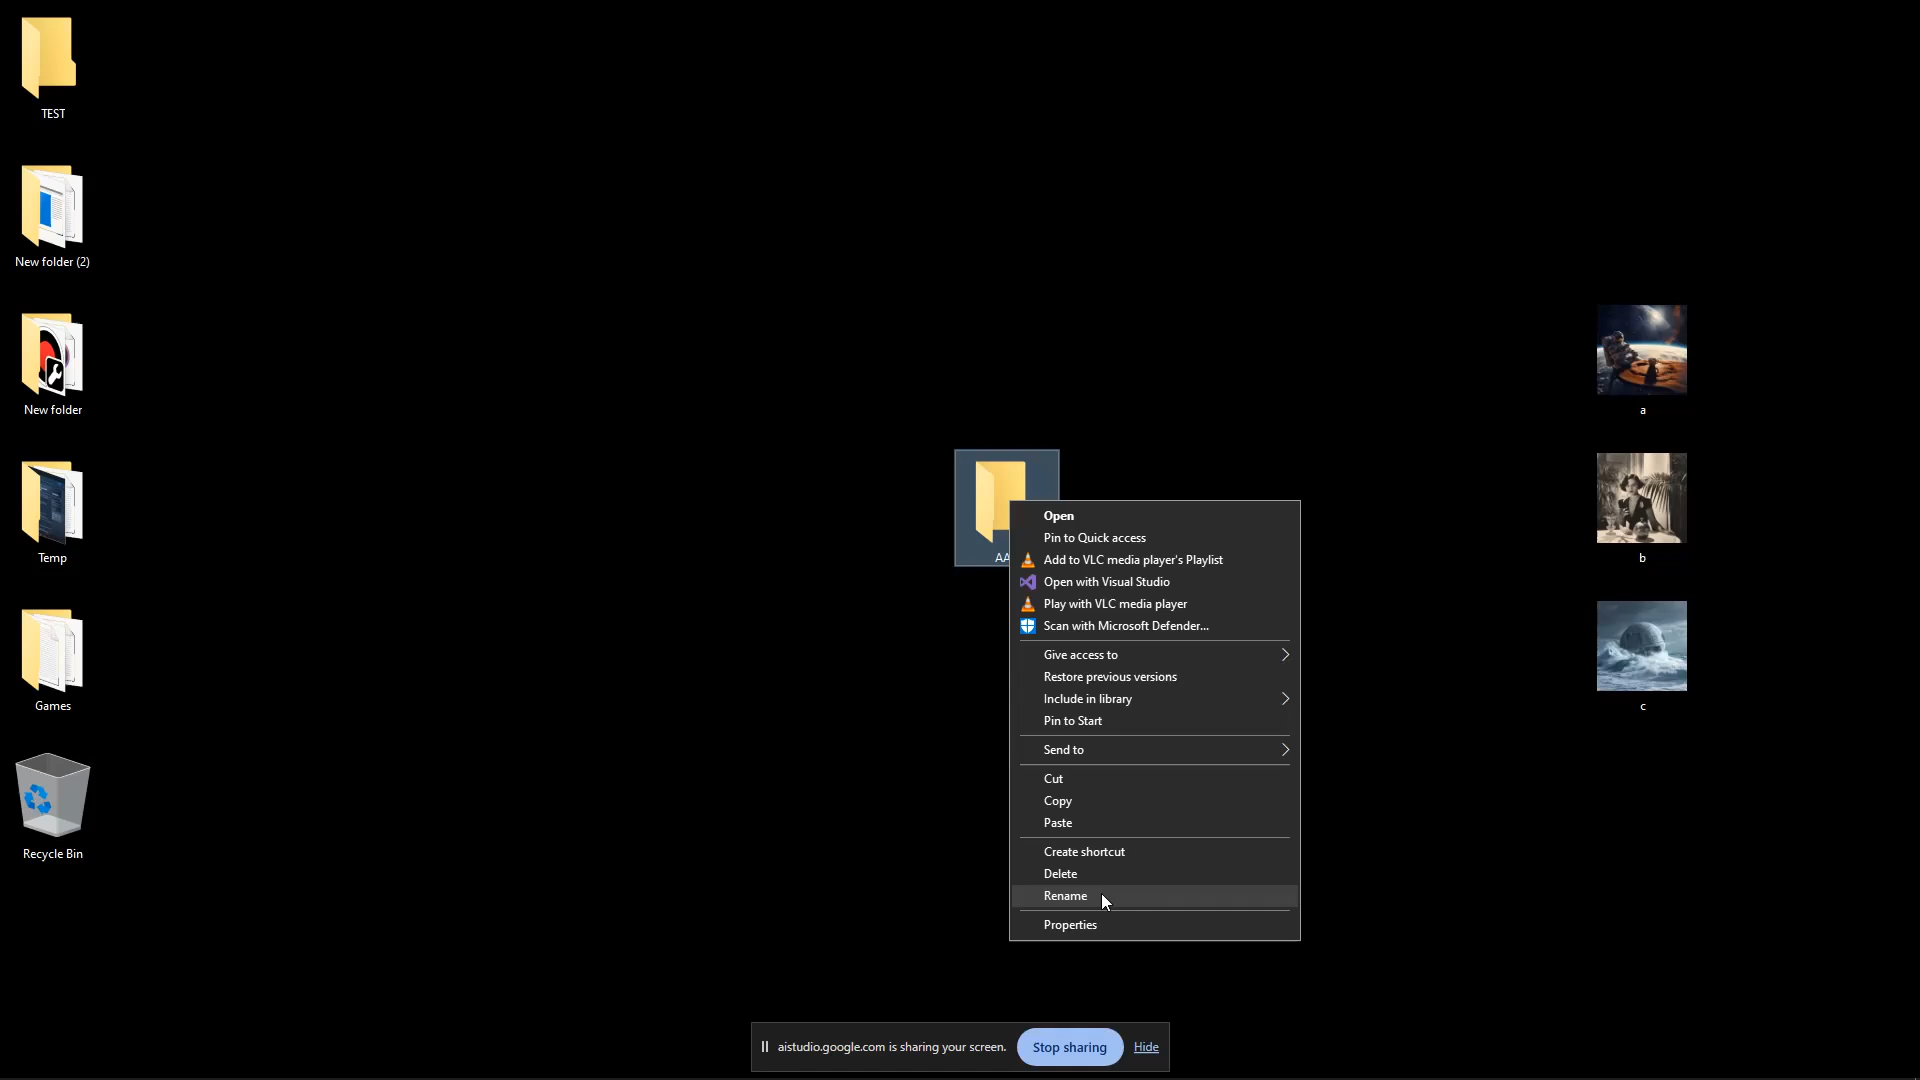 TEST
New folder (2)
New folder
Temp
Games
Recycle Bin
Open
Pin to Quick access
Add to VLC media player's Playlist
Open with Visual Studio
Play with VLC media player
Scan with Microsoft Defender...
Give access to
Restore previous versions
Include in library
Pin to Start
Send to
Cut
Copy
Paste
Create shortcut
Delete
Rename
Properties
a
b
c
aistudio.google.com is sharing your screen.
Stop sharing
Hide